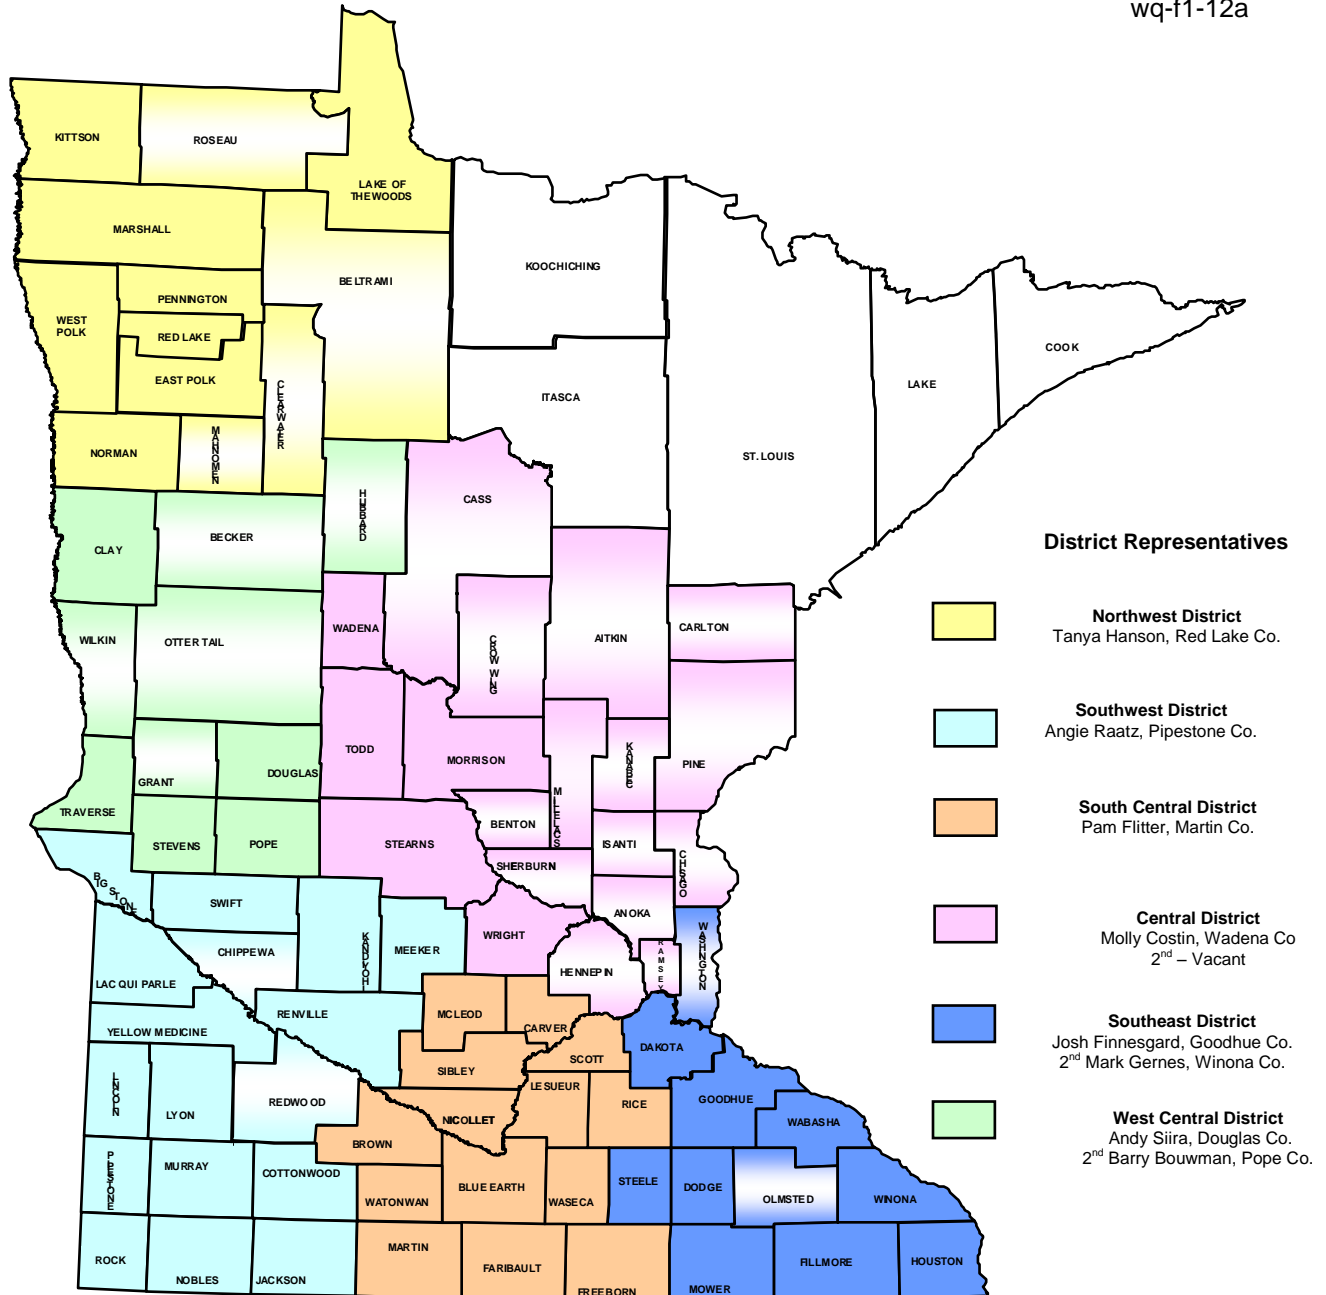 wq-f1-12a
KITTSON
ROSEAU
LAKE OF
THE WOODS
MARSHALL
KOOCHICHING
BELTRAMI
PENNINGTON
WEST
POLK
RED LAKE
EAST POLK
CLEARWATER
ITASCA
ST. LOUIS
LAKE
COOK
NORMAN
MAHNOMEN
HUBBARD
CASS
CLAY
BECKER
WADENA
WILKIN
OTTER TAIL
CROW WING
AITKIN
CARLTON
TODD
MORRISON
KANABEC
PINE
GRANT
DOUGLAS
TRAVERSE
MILLE LACS
BENTON
STEVENS
POPE
STEARNS
ISANTI
SHERBURN
CHISAGO
BIG STONE
SWIFT
ANOKA
WASHINGTON
KANDIYOHI
MEEKER
WRIGHT
CHIPPEWA
HENNEPIN
RAMSEY
LAC QUI PARLE
RENVILLE
MCLEOD
CARVER
YELLOW MEDICINE
SCOTT
DAKOTA
SIBLEY
LINCOLN
LYON
REDWOOD
LE SUEUR
NICOLLET
RICE
GOODHUE
WABASHA
BROWN
PIPESTONE
MURRAY
COTTONWOOD
WATONWAN
BLUE EARTH
WASECA
STEELE
DODGE
OLMSTED
WINONA
ROCK
NOBLES
JACKSON
MARTIN
FARIBAULT
FREEBORN
MOWER
FILLMORE
HOUSTON
District Representatives
Northwest District
Tanya Hanson, Red Lake Co.
Southwest District
Angie Raatz, Pipestone Co.
South Central District
Pam Flitter, Martin Co.
Central District
Molly Costin, Wadena Co
2nd – Vacant
Southeast District
Josh Finnesgard, Goodhue Co.
2nd Mark Gernes, Winona Co.
West Central District
Andy Siira, Douglas Co.
2nd Barry Bouwman, Pope Co.